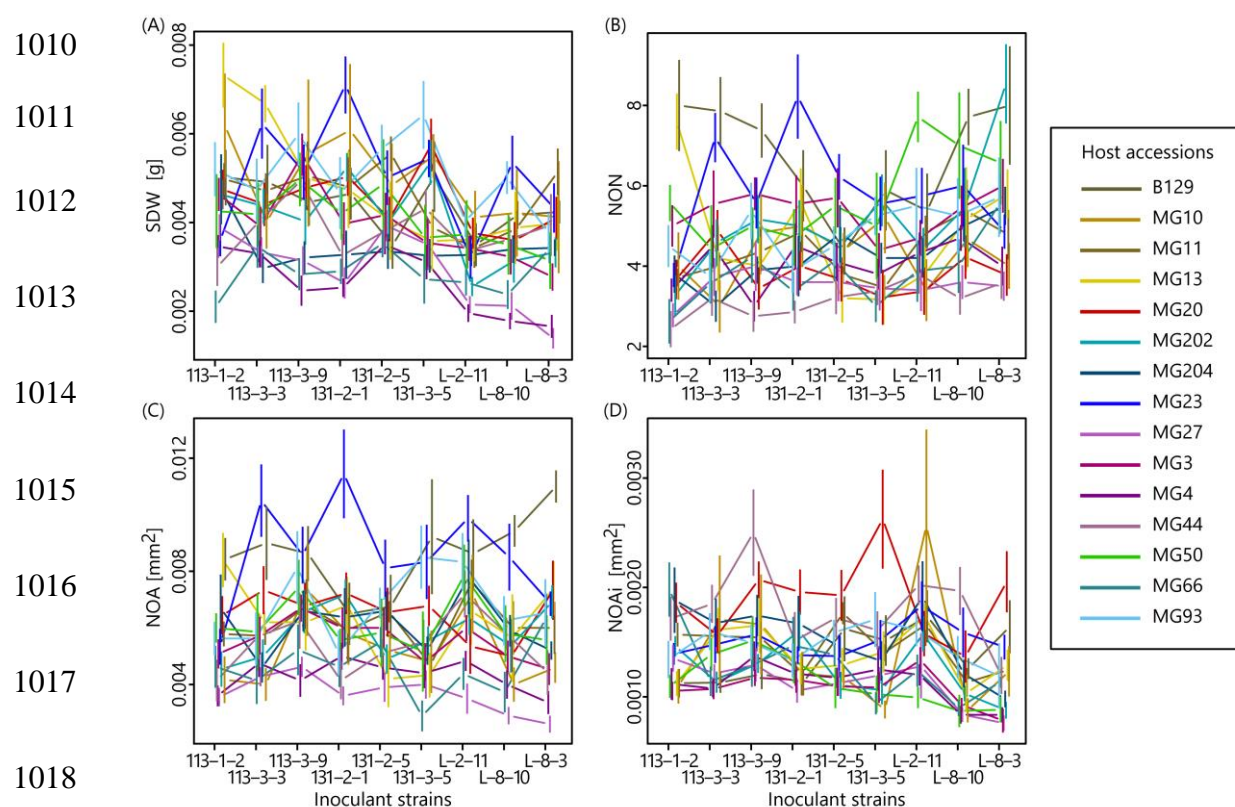 1010
1011
1012
1013
1014
1015
1016
1017
1018
(A)
SDW [g]
0.008
0.006
0.004
0.002
113–1–2
113–3–3
113–3–9
131–2–1
131–2–5
131–3–5
L–2–11
L–8–10
L–8–3
(B)
NON
8
6
4
2
113–1–2
113–3–3
113–3–9
131–2–1
131–2–5
131–3–5
L–2–11
L–8–10
L–8–3
(C)
NOA [mm²]
0.012
0.008
0.004
113–1–2
113–3–3
113–3–9
131–2–1
131–2–5
131–3–5
L–2–11
L–8–10
L–8–3
Inoculant strains
(D)
NOAi [mm²]
0.0030
0.0020
0.0010
113–1–2
113–3–3
113–3–9
131–2–1
131–2–5
131–3–5
L–2–11
L–8–10
L–8–3
Inoculant strains
Host accessions
B129
MG10
MG11
MG13
MG20
MG202
MG204
MG23
MG27
MG3
MG4
MG44
MG50
MG66
MG93